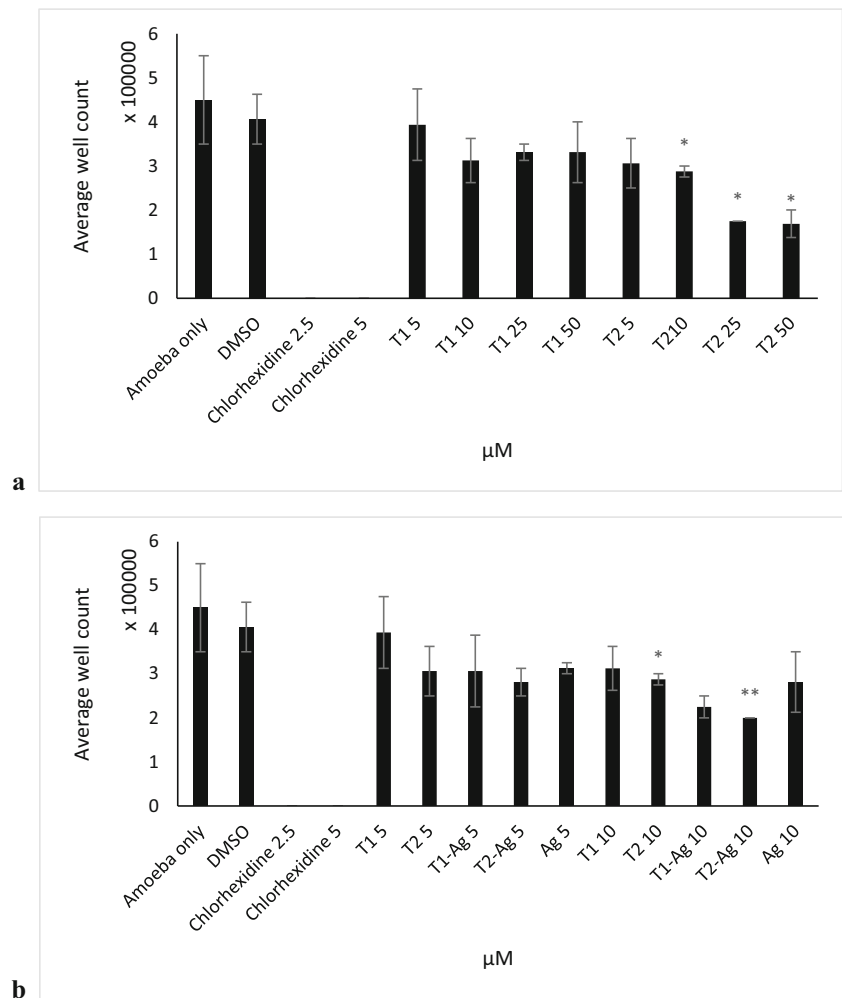 6
5
4
3
2
1
0
Average well count
x 100000
*
*
*
Amoeba only
DMSO
Chlorhexidine 2.5
Chlorhexidine 5
T1 5
T1 10
T1 25
T1 50
T2 5
T2 10
T2 25
T2 50
µM
a
6
5
4
3
2
1
0
Average well count
x 100000
*
**
Amoeba only
DMSO
Chlorhexidine 2.5
Chlorhexidine 5
T1 5
T2 5
T1-Ag 5
T2-Ag 5
Ag 5
T1 10
T2 10
T1-Ag 10
T2-Ag 10
Ag 10
µM
b